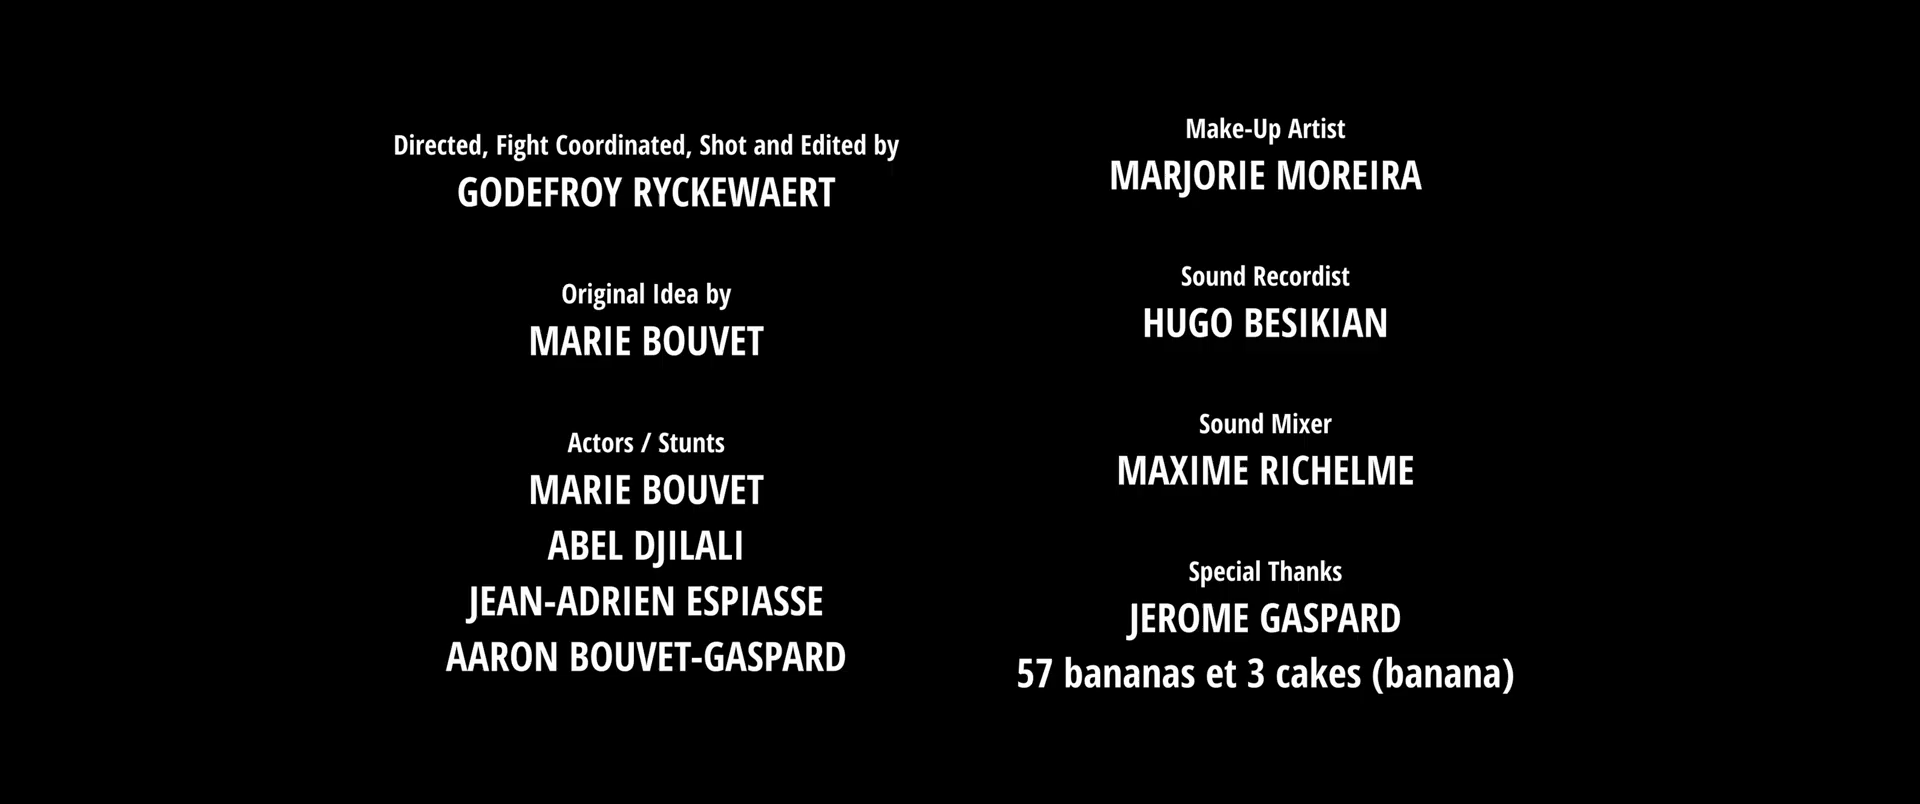 Directed, Fight Coordinated, Shot and Edited by
GODEFROY RYCKEWAERT
Original Idea by
MARIE BOUVET
Actors / Stunts
MARIE BOUVET
ABEL DJILALI
JEAN-ADRIEN ESPIASSE
AARON BOUVET-GASPARD
Make-Up Artist
MARJORIE MOREIRA
Sound Recordist
HUGO BESIKIAN
Sound Mixer
MAXIME RICHELME
Special Thanks
JEROME GASPARD
57 bananas et 3 cakes (banana)